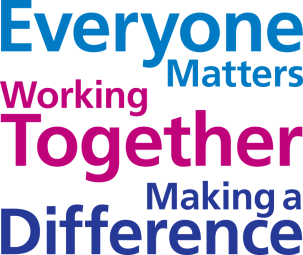 Everyone
Matters
Working
Together
Making a
Difference